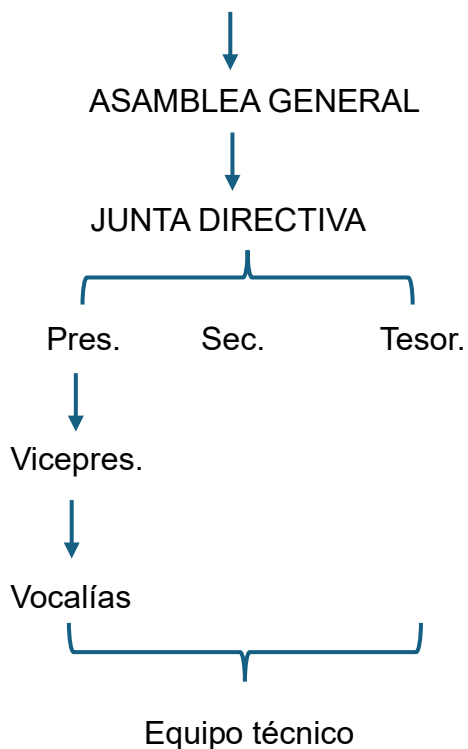 ASAMBLEA GENERAL
JUNTA DIRECTIVA
Pres. Sec. Tesor.
Vicepres.
Vocalías
Equipo técnico